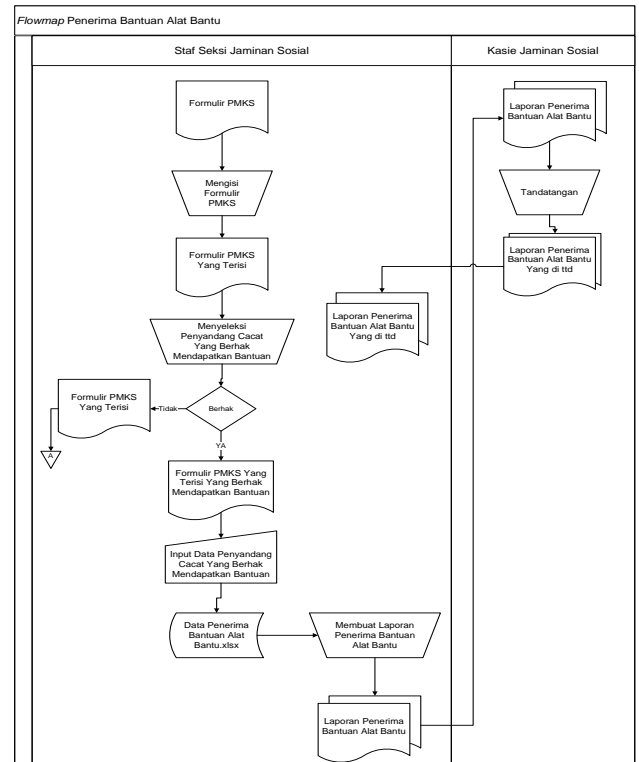 Flowmap Penerima Bantuan Alat Bantu
Staf Seksi Jaminan Sosial
Kasie Jaminan Sosial
Formulir PMKS
Mengisi
Formulir
PMKS
Formulir PMKS
Yang Terisi
Menyeleksi
Penyandang Cacat
Yang Berhak
Mendapatkan Bantuan
Berhak
Tidak
Formulir PMKS
Yang Terisi
A
YA
Formulir PMKS Yang
Terisi Yang Berhak
Mendapatkan Bantuan
Input Data Penyandang
Cacat Yang Berhak
Mendapatkan Bantuan
Data Penerima
Bantuan Alat
Bantu.xlsx
Membuat Laporan
Penerima Bantuan
Alat Bantu
Laporan Penerima
Bantuan Alat Bantu
Laporan Penerima
Bantuan Alat Bantu
Tandatangan
Laporan Penerima
Bantuan Alat Bantu
Yang di ttd
Laporan Penerima
Bantuan Alat Bantu
Yang di ttd